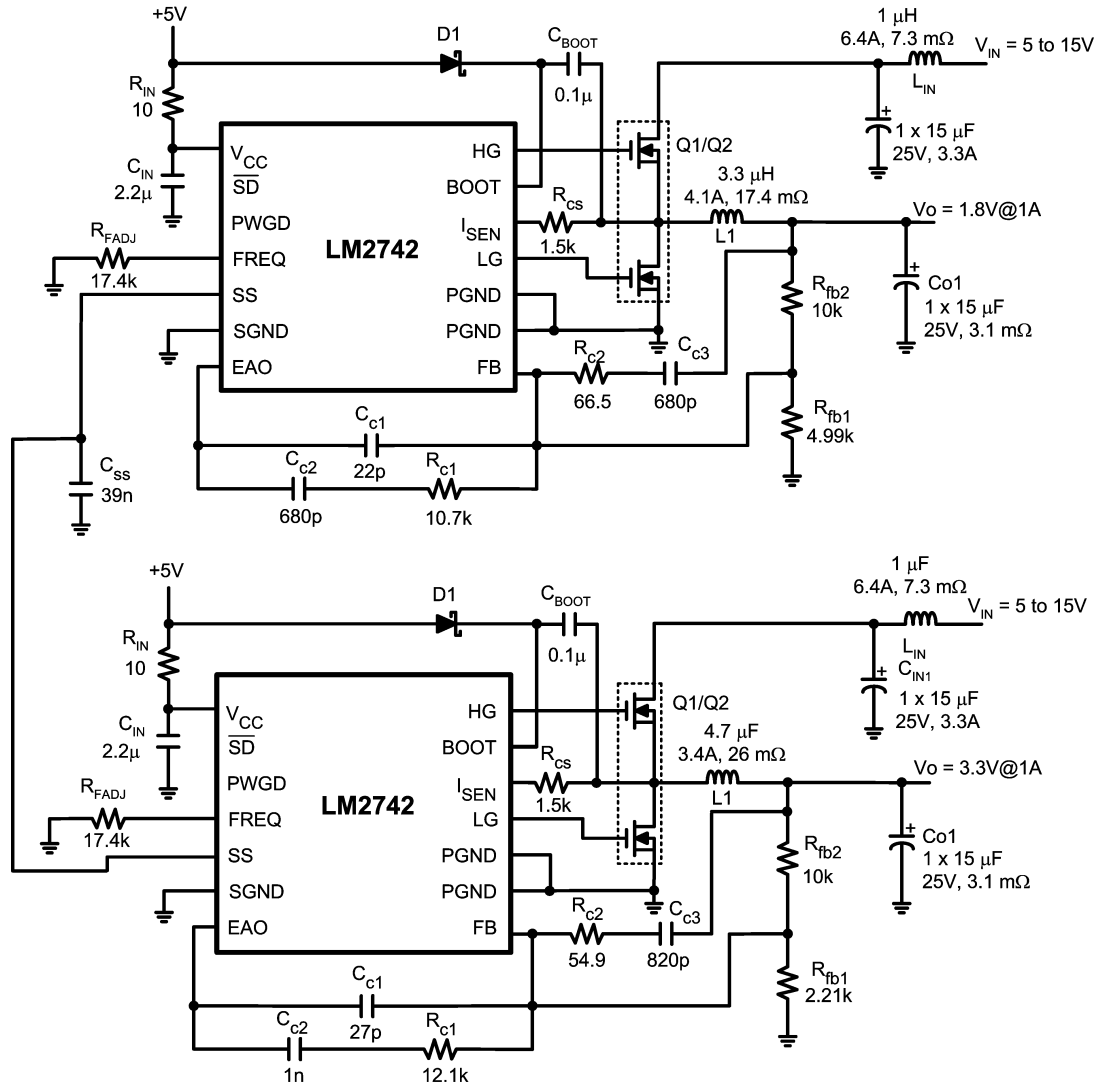 +5V
D1
C_BOOT
0.1μ
1 μH
6.4A, 7.3 mΩ
L_IN
V_IN = 5 to 15V
R_IN
10
C_IN
2.2μ
+
1 x 15 μF
25V, 3.3A
Q1/Q2
V_CC
SD
PWGD
FREQ
SS
SGND
EAO
LM2742
HG
BOOT
I_SEN
LG
PGND
PGND
FB
R_cs
1.5k
3.3 μH
4.1A, 17.4 mΩ
L1
Vo = 1.8V@1A
R_FADJ
17.4k
+
Co1
1 x 15 μF
25V, 3.1 mΩ
R_fb2
10k
R_c2
66.5
C_c3
680p
R_fb1
4.99k
C_c1
22p
C_c2
680p
R_c1
10.7k
C_ss
39n
+5V
D1
C_BOOT
0.1μ
1 μF
6.4A, 7.3 mΩ
L_IN
V_IN = 5 to 15V
R_IN
10
C_IN
2.2μ
C_IN1
+
1 x 15 μF
25V, 3.3A
Q1/Q2
V_CC
SD
PWGD
FREQ
SS
SGND
EAO
LM2742
HG
BOOT
I_SEN
LG
PGND
PGND
FB
R_cs
1.5k
4.7 μF
3.4A, 26 mΩ
L1
Vo = 3.3V@1A
R_FADJ
17.4k
+
Co1
1 x 15 μF
25V, 3.1 mΩ
R_fb2
10k
R_c2
54.9
C_c3
820p
R_fb1
2.21k
C_c1
27p
C_c2
1n
R_c1
12.1k